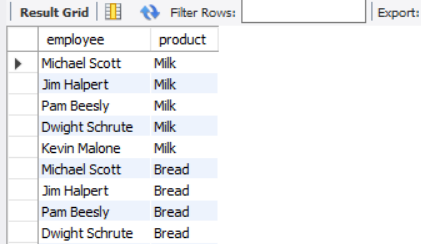 Result Grid Filter Rows: Export:
employee product
Michael Scott Milk
Jim Halpert Milk
Pam Beesly Milk
Dwight Schrute Milk
Kevin Malone Milk
Michael Scott Bread
Jim Halpert Bread
Pam Beesly Bread
Dwight Schrute Bread